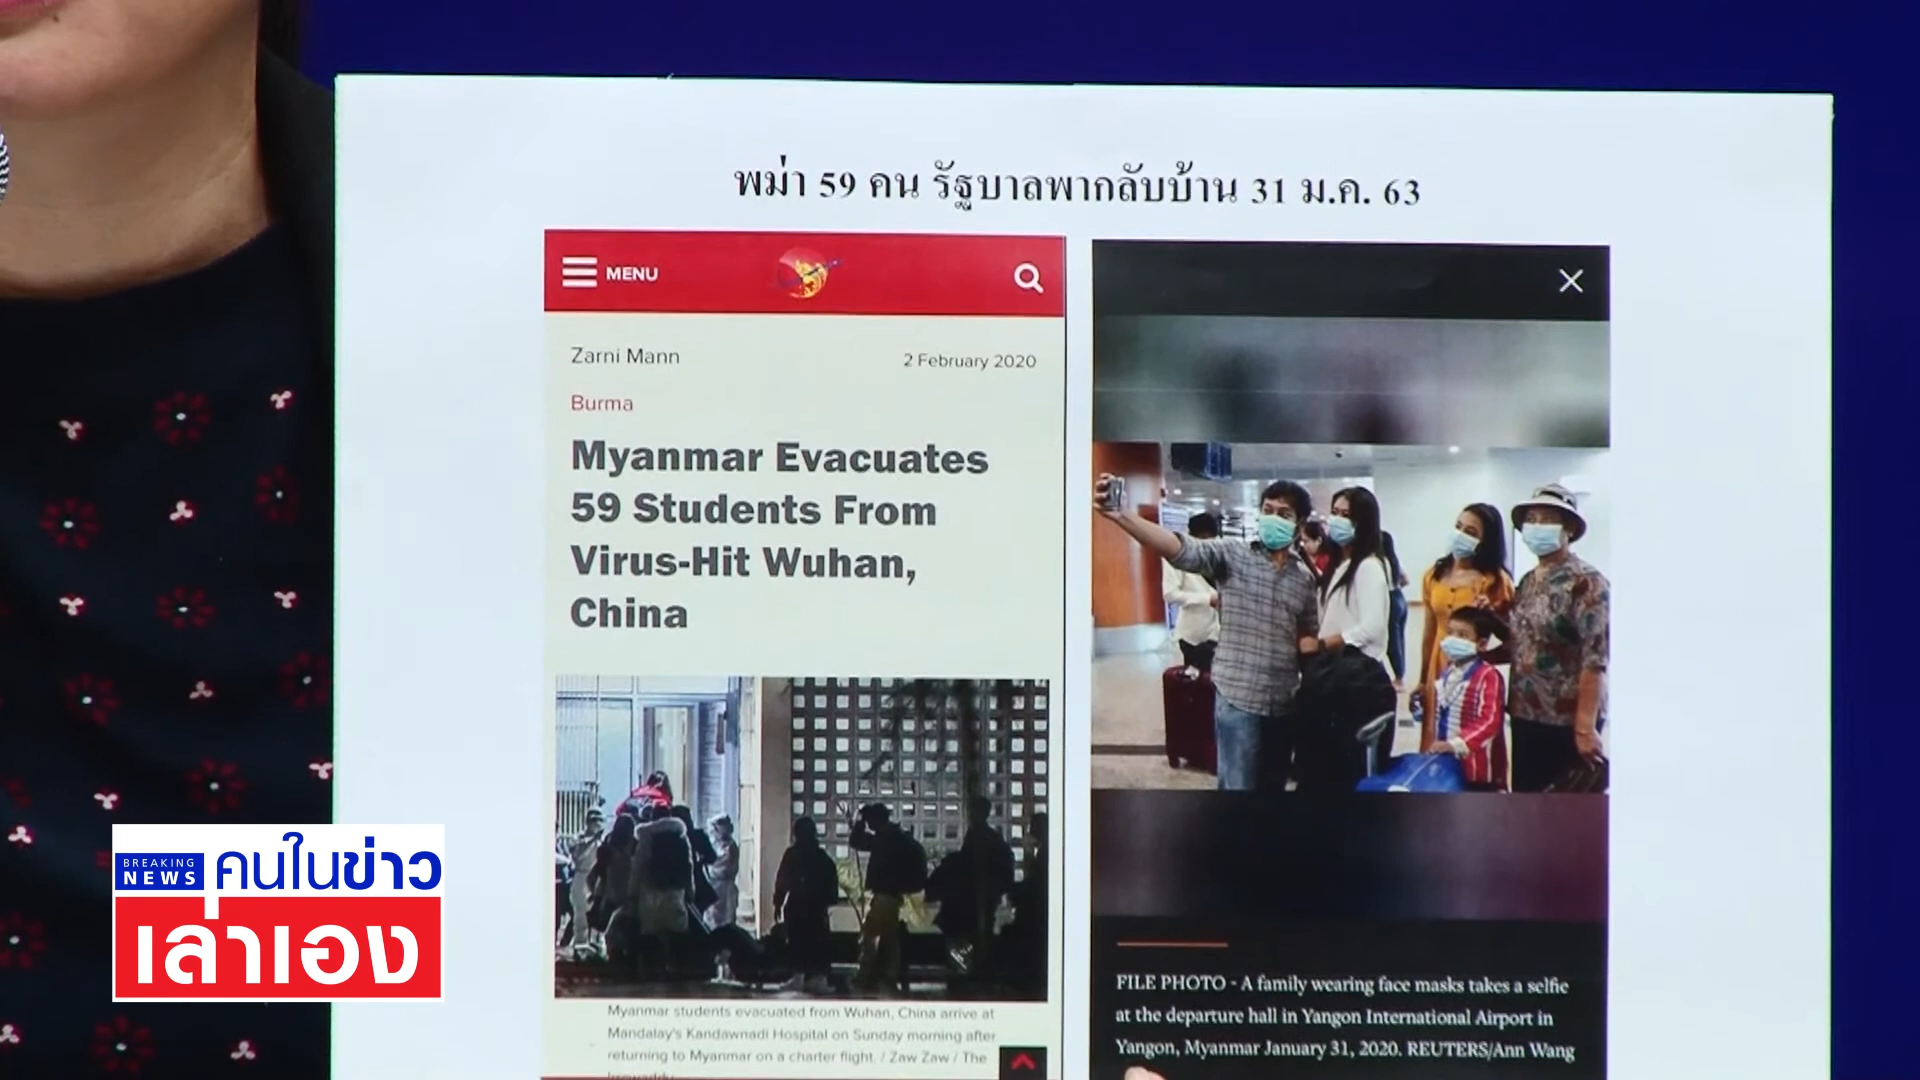 พม่า 59 คน รัฐบาลพากลับบ้าน 31 ม.ค. 63
MENU
Zarni Mann
2 February 2020
Burma
Myanmar Evacuates
59 Students From
Virus-Hit Wuhan,
China
Myanmar students evacuated from Wuhan, China arrive at
Mandalay's Kandawnadi Hospital on Sunday morning after
returning to Myanmar on a charter flight. / Zaw Zaw / The
Irrawaddy
FILE PHOTO - A family wearing face masks takes a selfie
at the departure hall in Yangon International Airport in
Yangon, Myanmar January 31, 2020. REUTERS/Ann Wang
BREAKING
NEWS
คนในข่าว
เล่าเอง